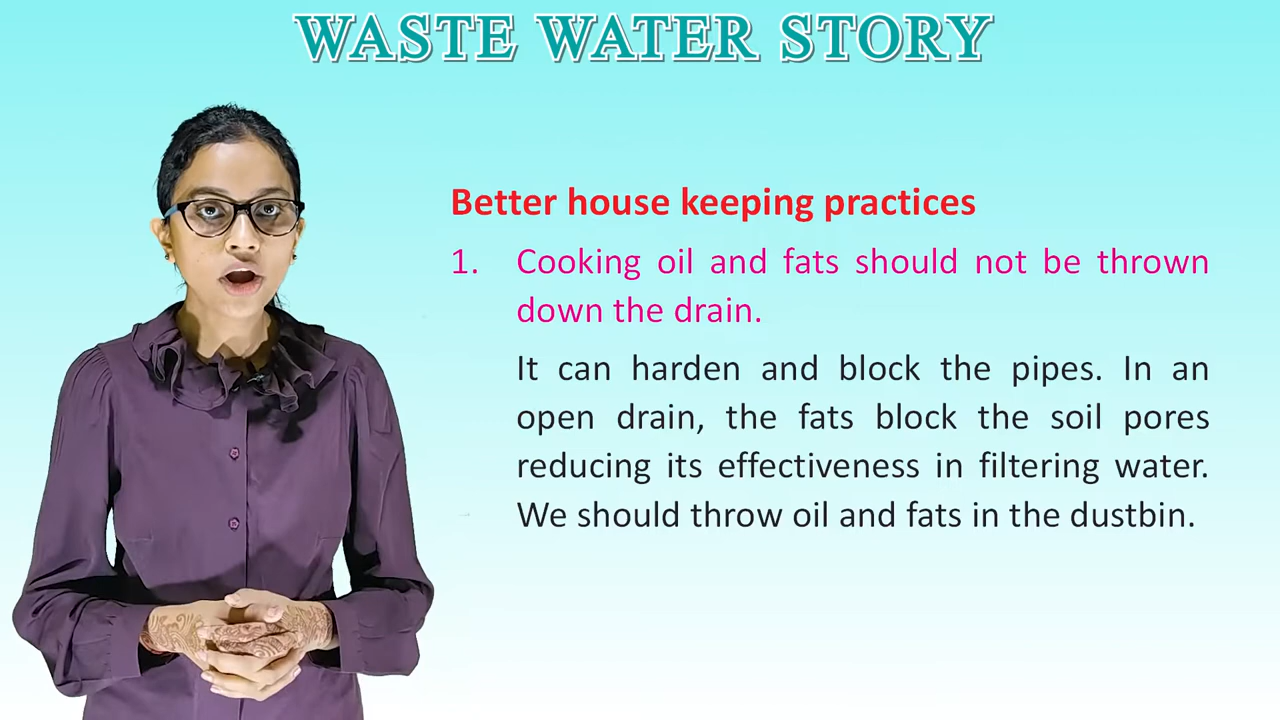 WASTE WATER STORY
Better house keeping practices
1. Cooking oil and fats should not be thrown
down the drain.
It can harden and block the pipes. In an
open drain, the fats block the soil pores
reducing its effectiveness in filtering water.
We should throw oil and fats in the dustbin.